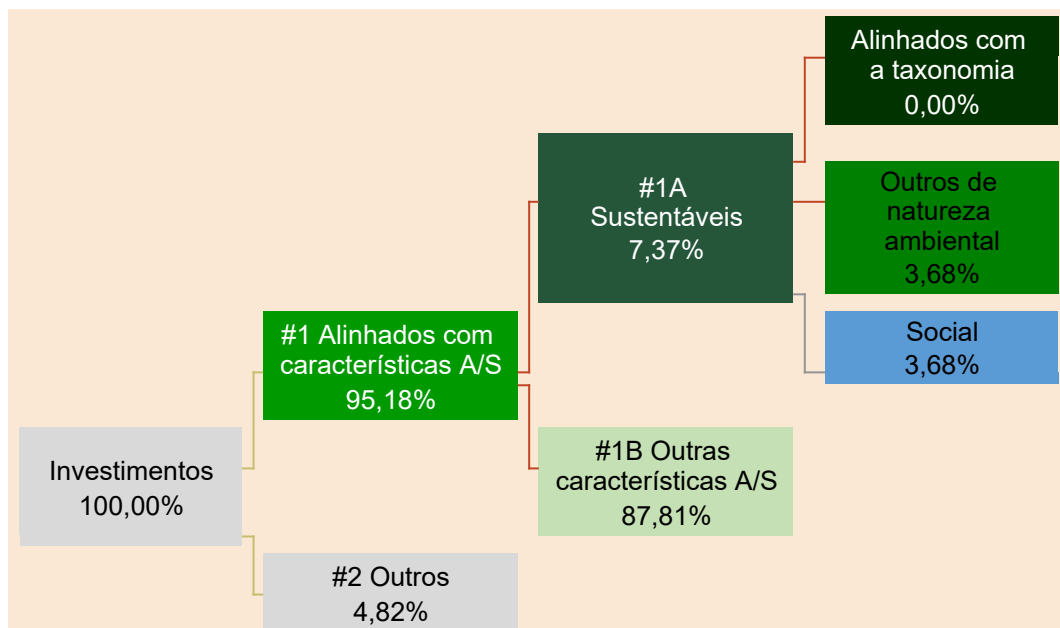 Alinhados com
a taxonomia
0,00%
#1A
Sustentáveis
7,37%
Outros de
natureza
ambiental
3,68%
#1 Alinhados com
características A/S
95,18%
Social
3,68%
Investimentos
100,00%
#1B Outras
características A/S
87,81%
#2 Outros
4,82%